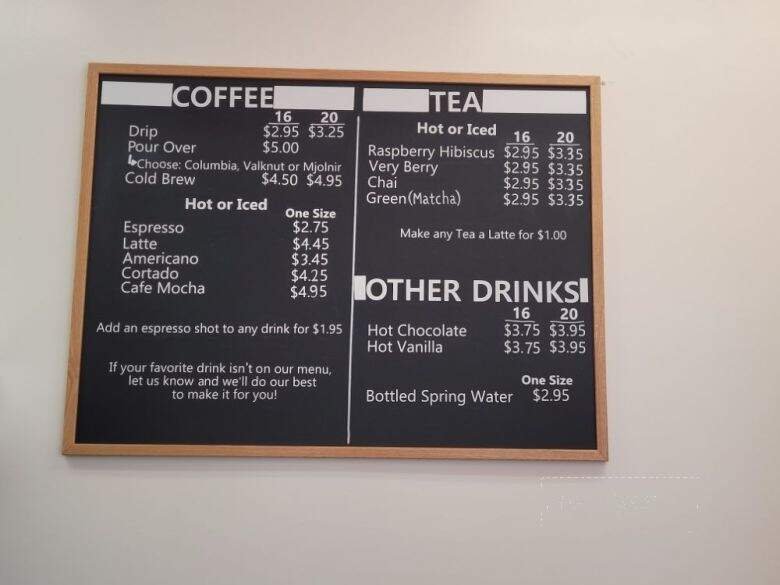 COFFEE
16 20
Drip $2.95 $3.25
Pour Over $5.00
Choose: Columbia, Valknut or Mjolnir
Cold Brew $4.50 $4.95
Hot or Iced
One Size
Espresso $2.75
Latte $4.45
Americano $3.45
Cortado $4.25
Cafe Mocha $4.95
Add an espresso shot to any drink for $1.95
If your favorite drink isn't on our menu,
let us know and we'll do our best
to make it for you!
TEA
Hot or Iced 16 20
Raspberry Hibiscus $2.95 $3.35
Very Berry $2.95 $3.35
Chai $2.95 $3.35
Green (Matcha) $2.95 $3.35
Make any Tea a Latte for $1.00
OTHER DRINKS
16 20
Hot Chocolate $3.75 $3.95
Hot Vanilla $3.75 $3.95
One Size
Bottled Spring Water $2.95